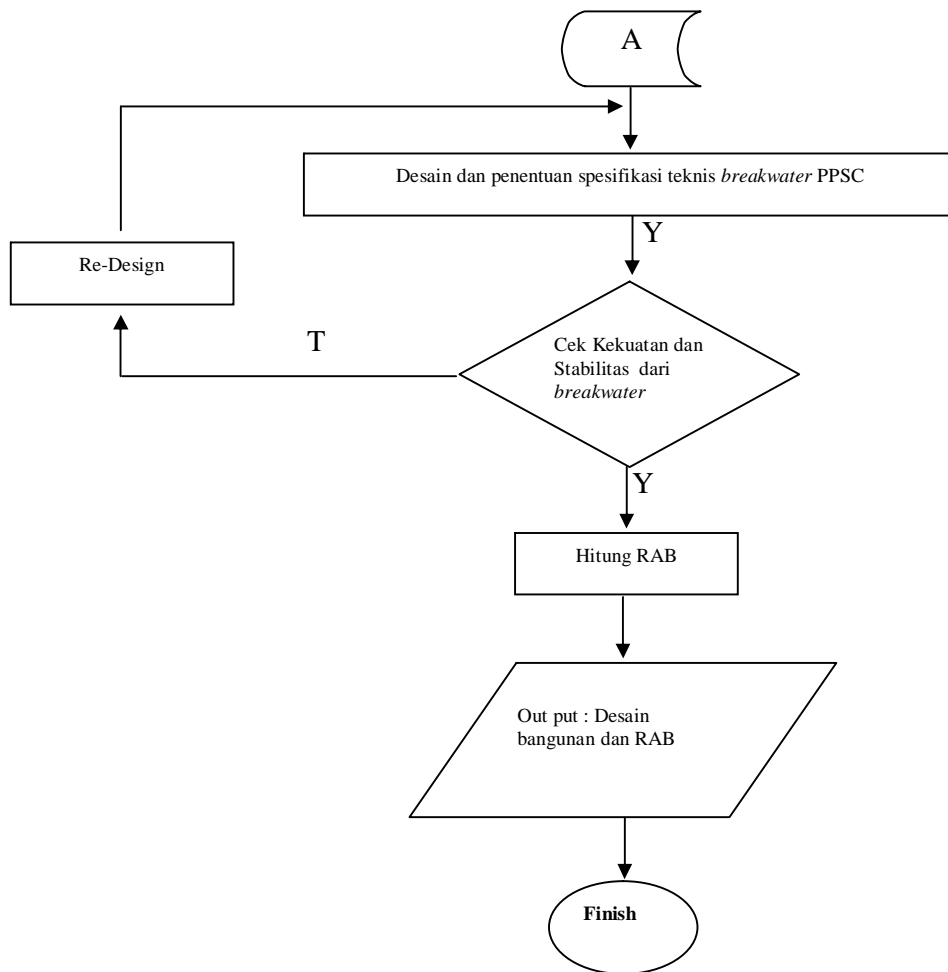 A
Desain dan penentuan spesifikasi teknis breakwater PPSC
Y
Re-Design
T
Cek Kekuatan dan
Stabilitas dari
breakwater
Y
Hitung RAB
Out put : Desain
bangunan dan RAB
Finish